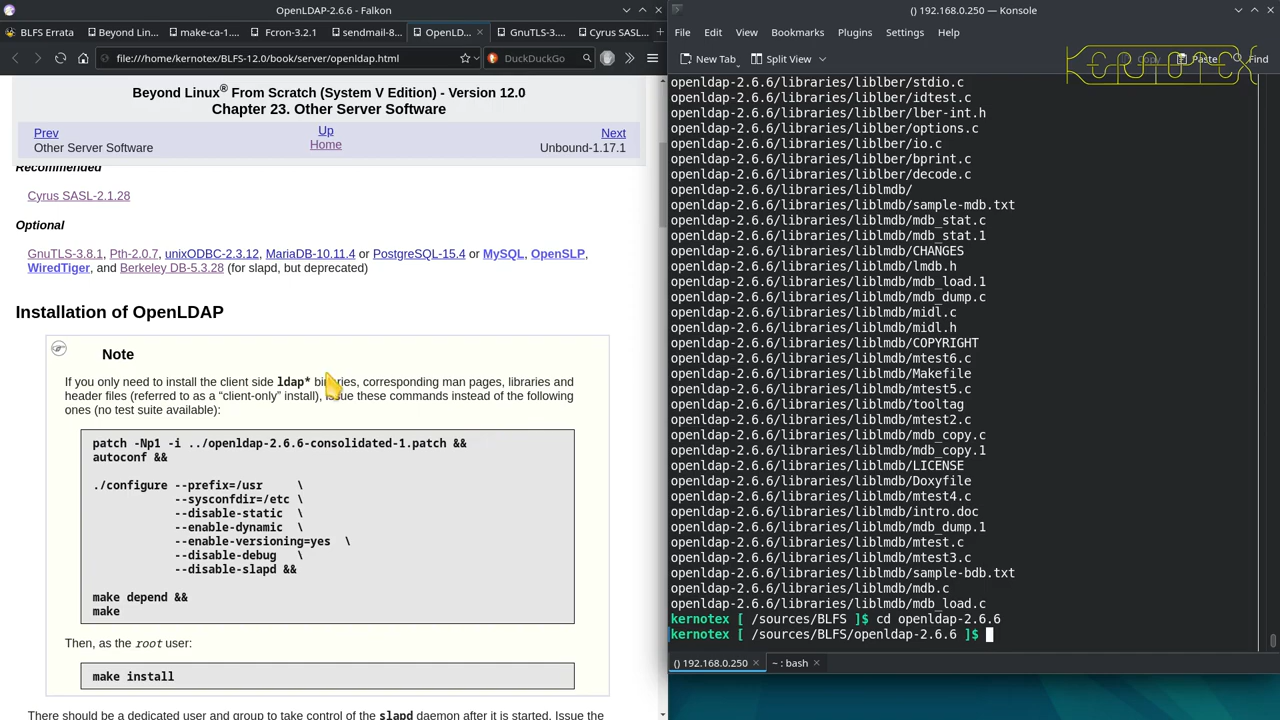 OpenLDAP-2.6.6 - Falkon
BLFS Errata
Beyond Lin...
make-ca-1....
Fcron-3.2.1
sendmail-8...
OpenLD...
GnuTLS-3....
Cyrus SASL...
file:///home/kernotex/BLFS-12.0/book/server/openldap.html
DuckDuckGo
Beyond Linux® From Scratch (System V Edition) - Version 12.0
Chapter 23. Other Server Software
Prev
Up
Next
Other Server Software
Home
Unbound-1.17.1
Recommended
Cyrus SASL-2.1.28
Optional
GnuTLS-3.8.1, Pth-2.0.7, unixODBC-2.3.12, MariaDB-10.11.4 or PostgreSQL-15.4 or MySQL, OpenSLP,
WiredTiger, and Berkeley DB-5.3.28 (for slapd, but deprecated)
Installation of OpenLDAP
Note
If you only need to install the client side ldap* binaries, corresponding man pages, libraries and
header files (referred to as a “client-only” install), issue these commands instead of the following
ones (no test suite available):
patch -Np1 -i ../openldap-2.6.6-consolidated-1.patch &&
autoconf &&
./configure --prefix=/usr \
--sysconfdir=/etc \
--disable-static \
--enable-dynamic \
--enable-versioning=yes \
--disable-debug \
--disable-slapd &&
make depend &&
make
Then, as the root user:
make install
There should be a dedicated user and group to take control of the slapd daemon after it is started. Issue the
() 192.168.0.250 — Konsole
File Edit View Bookmarks Plugins Settings Help
New Tab
Split View
Copy
Paste
Find
KERNOTEX
openldap-2.6.6/libraries/liblber/stdio.c
openldap-2.6.6/libraries/liblber/idtest.c
openldap-2.6.6/libraries/liblber/lber-int.h
openldap-2.6.6/libraries/liblber/options.c
openldap-2.6.6/libraries/liblber/io.c
openldap-2.6.6/libraries/liblber/bprint.c
openldap-2.6.6/libraries/liblber/decode.c
openldap-2.6.6/libraries/liblmdb/
openldap-2.6.6/libraries/liblmdb/sample-mdb.txt
openldap-2.6.6/libraries/liblmdb/mdb_stat.c
openldap-2.6.6/libraries/liblmdb/mdb_stat.1
openldap-2.6.6/libraries/liblmdb/CHANGES
openldap-2.6.6/libraries/liblmdb/lmdb.h
openldap-2.6.6/libraries/liblmdb/mdb_load.1
openldap-2.6.6/libraries/liblmdb/mdb_dump.c
openldap-2.6.6/libraries/liblmdb/midl.c
openldap-2.6.6/libraries/liblmdb/midl.h
openldap-2.6.6/libraries/liblmdb/COPYRIGHT
openldap-2.6.6/libraries/liblmdb/mtest6.c
openldap-2.6.6/libraries/liblmdb/Makefile
openldap-2.6.6/libraries/liblmdb/mtest5.c
openldap-2.6.6/libraries/liblmdb/tooltag
openldap-2.6.6/libraries/liblmdb/mtest2.c
openldap-2.6.6/libraries/liblmdb/mdb_copy.c
openldap-2.6.6/libraries/liblmdb/mdb_copy.1
openldap-2.6.6/libraries/liblmdb/LICENSE
openldap-2.6.6/libraries/liblmdb/Doxyfile
openldap-2.6.6/libraries/liblmdb/mtest4.c
openldap-2.6.6/libraries/liblmdb/intro.doc
openldap-2.6.6/libraries/liblmdb/mdb_dump.1
openldap-2.6.6/libraries/liblmdb/mtest.c
openldap-2.6.6/libraries/liblmdb/mtest3.c
openldap-2.6.6/libraries/liblmdb/sample-bdb.txt
openldap-2.6.6/libraries/liblmdb/mdb.c
openldap-2.6.6/libraries/liblmdb/mdb_load.c
kernotex [ /sources/BLFS ]$ cd openldap-2.6.6
kernotex [ /sources/BLFS/openldap-2.6.6 ]$
() 192.168.0.250
~ : bash